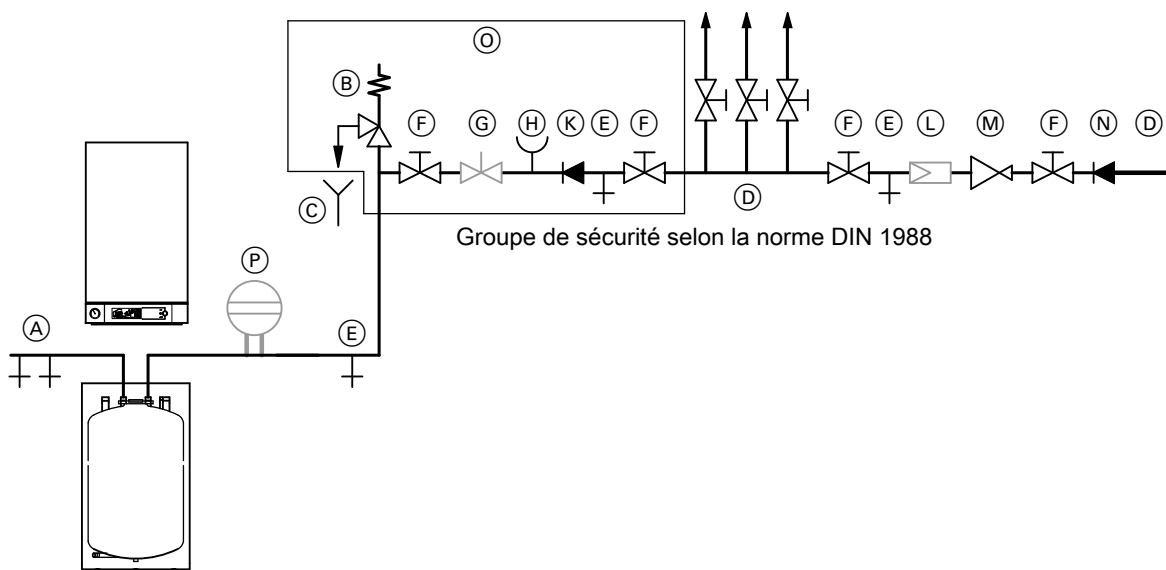 O
B
F G H K E F F E L M F N D
C D
Groupe de sécurité selon la norme DIN 1988
P
A E